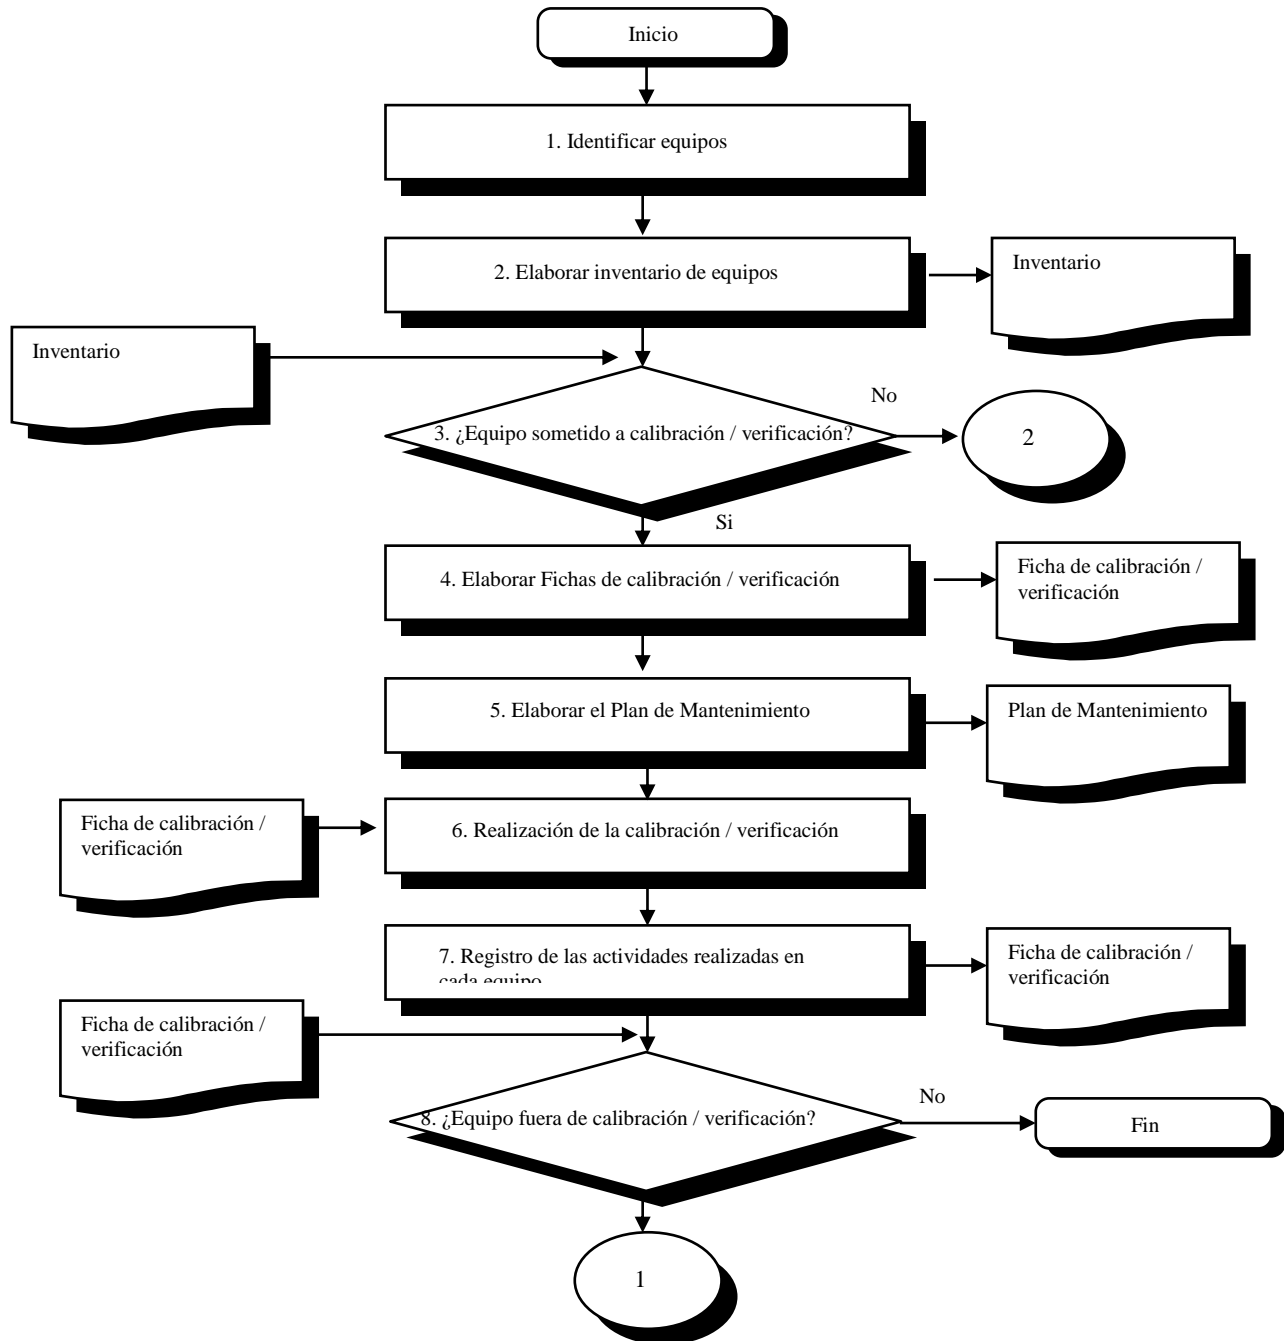 Inicio
1. Identificar equipos
2. Elaborar inventario de equipos
Inventario
Inventario
No
3. ¿Equipo sometido a calibración / verificación?
2
Si
4. Elaborar Fichas de calibración / verificación
Ficha de calibración /
verificación
5. Elaborar el Plan de Mantenimiento
Plan de Mantenimiento
Ficha de calibración /
verificación
6. Realización de la calibración / verificación
7. Registro de las actividades realizadas en
cada equipo
Ficha de calibración /
verificación
Ficha de calibración /
verificación
No
8. ¿Equipo fuera de calibración / verificación?
Fin
1